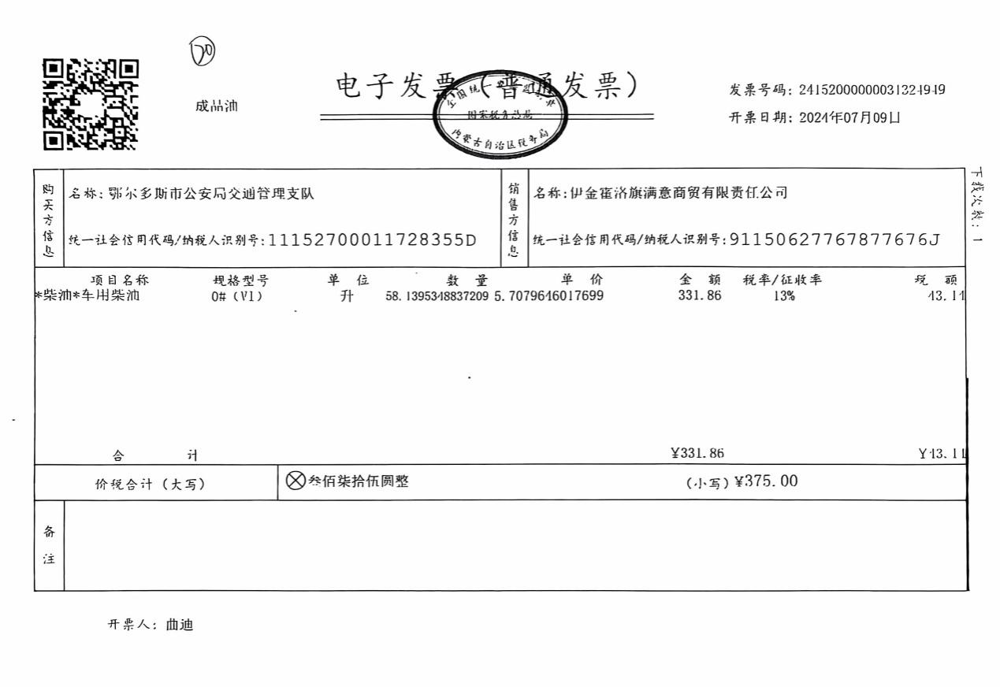 70
成品油
电子发票（普通发票）
全国统一发票监制章
国家税务总局
内蒙古自治区税务局
发票号码：24152000000031324949
开票日期：2024年07月09日
购买方信息
名称：鄂尔多斯市公安局交通管理支队
统一社会信用代码/纳税人识别号：11152700011728355D
销售方信息
名称：伊金霍洛旗满意商贸有限责任公司
统一社会信用代码/纳税人识别号：91150627767877676J
下载次数：1
项目名称 规格型号 单位 数量 单价 金额 税率/征收率 税额
*柴油*车用柴油 0#（VI） 升 58.1395348837209 5.7079646017699 331.86 13% 43.14
合计 ¥331.86 ¥43.14
价税合计（大写） ⊗叁佰柒拾伍圆整 （小写）¥375.00
备注
开票人：曲迪